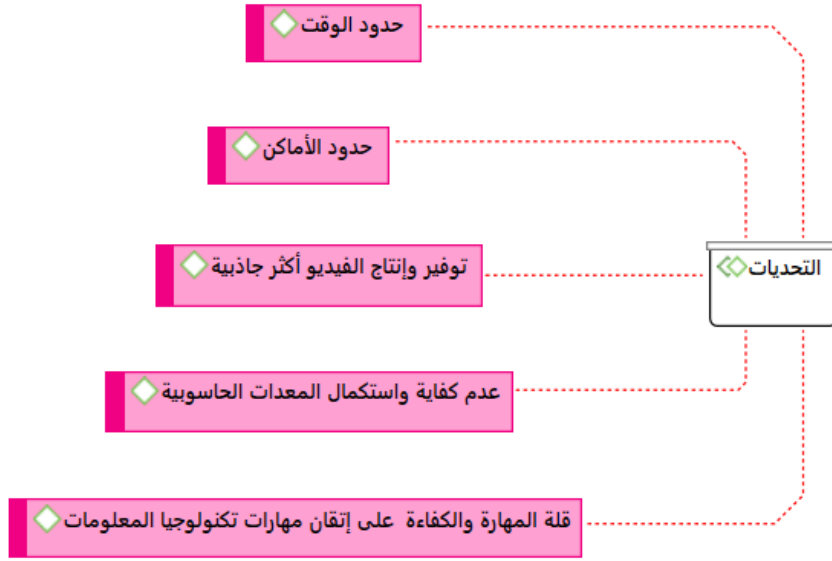 حدود الوقت
حدود الأماكن
توفير وإنتاج الفيديو أكثر جاذبية
التحديات
عدم كفاية واستكمال المعدات الحاسوبية
قلة المهارة والكفاءة على إتقان مهارات تكنولوجيا المعلومات